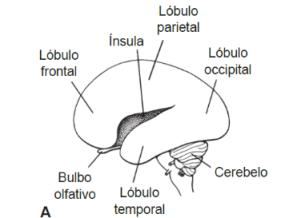 Lóbulo
parietal
Ínsula
Lóbulo
frontal
Lóbulo
occipital
Bulbo
olfativo
Lóbulo
temporal
Cerebelo
A